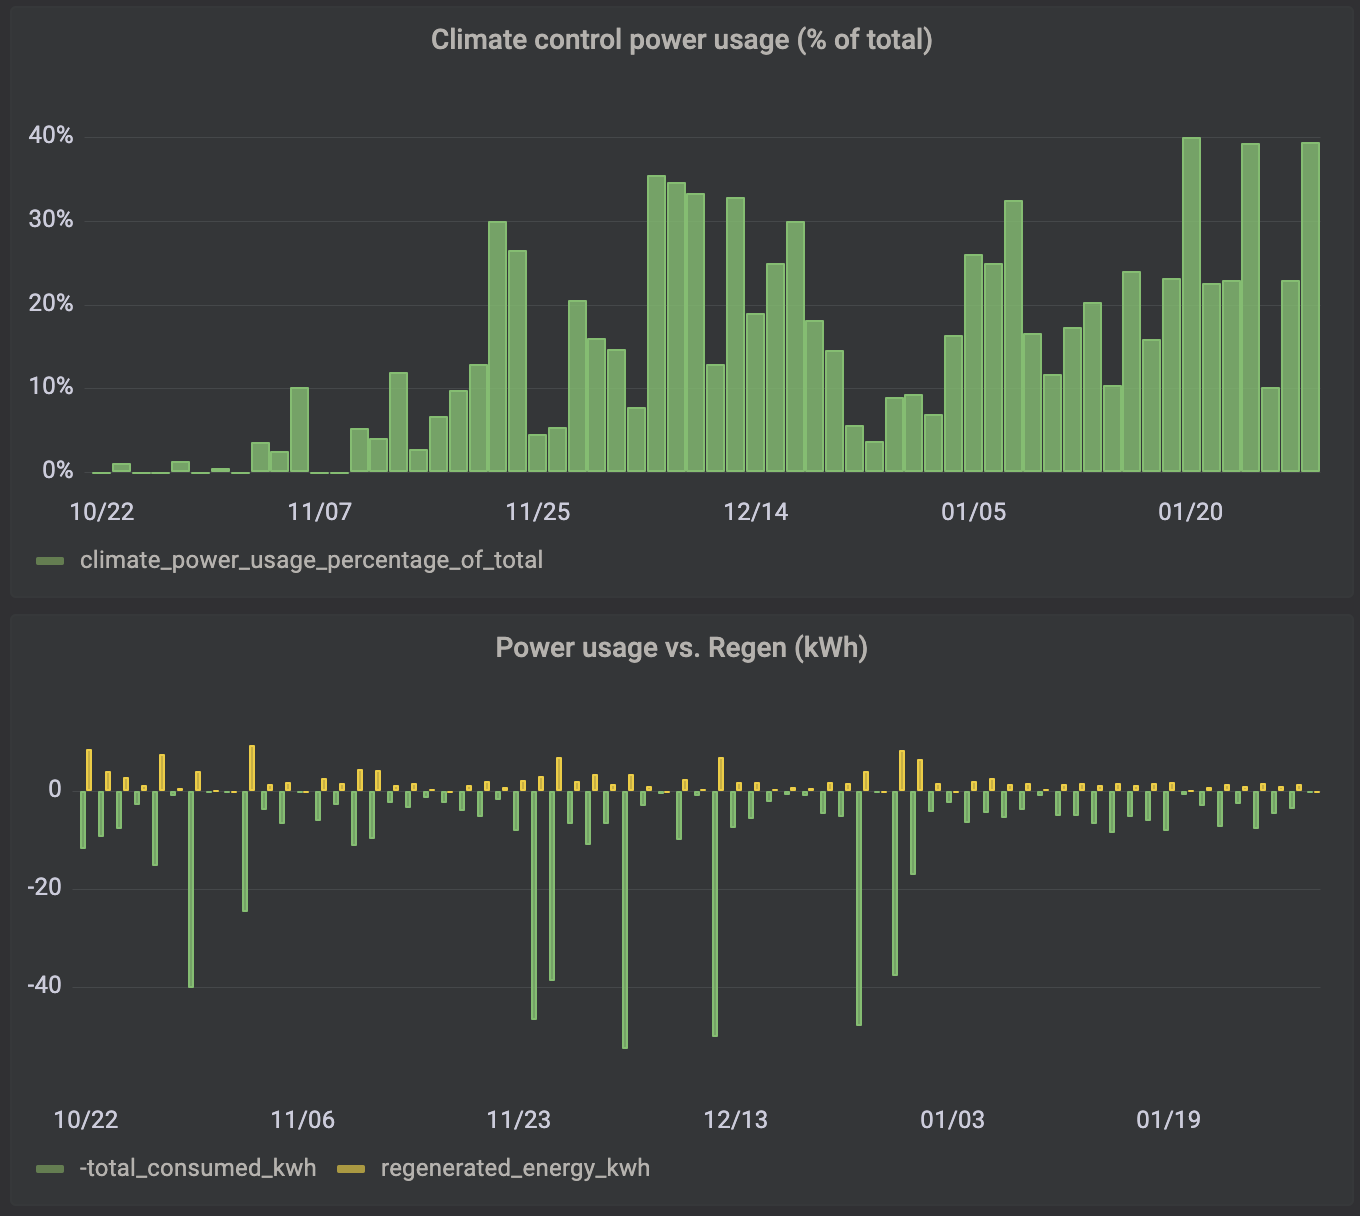 Climate control power usage (% of total)
40%
30%
20%
10%
0%
10/22 11/07 11/25 12/14 01/05 01/20
climate_power_usage_percentage_of_total
Power usage vs. Regen (kWh)
0
-20
-40
10/22 11/06 11/23 12/13 01/03 01/19
-total_consumed_kwh regenerated_energy_kwh